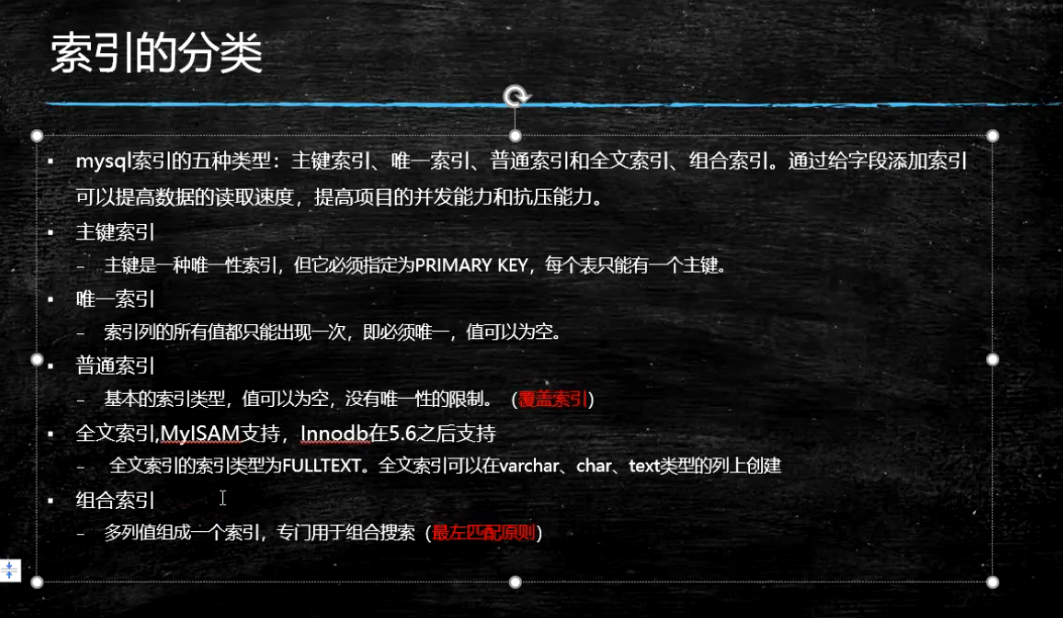 索引的分类
▪ mysql索引的五种类型：主键索引、唯一索引、普通索引和全文索引、组合索引。通过给字段添加索引
可以提高数据的读取速度，提高项目的并发能力和抗压能力。
▪ 主键索引
– 主键是一种唯一性索引，但它必须指定为PRIMARY KEY，每个表只能有一个主键。
▪ 唯一索引
– 索引列的所有值都只能出现一次，即必须唯一，值可以为空。
▪ 普通索引
– 基本的索引类型，值可以为空，没有唯一性的限制。（覆盖索引）
▪ 全文索引,MyISAM支持，Innodb在5.6之后支持
– 全文索引的索引类型为FULLTEXT。全文索引可以在varchar、char、text类型的列上创建
▪ 组合索引
– 多列值组成一个索引，专门用于组合搜索（最左匹配原则）